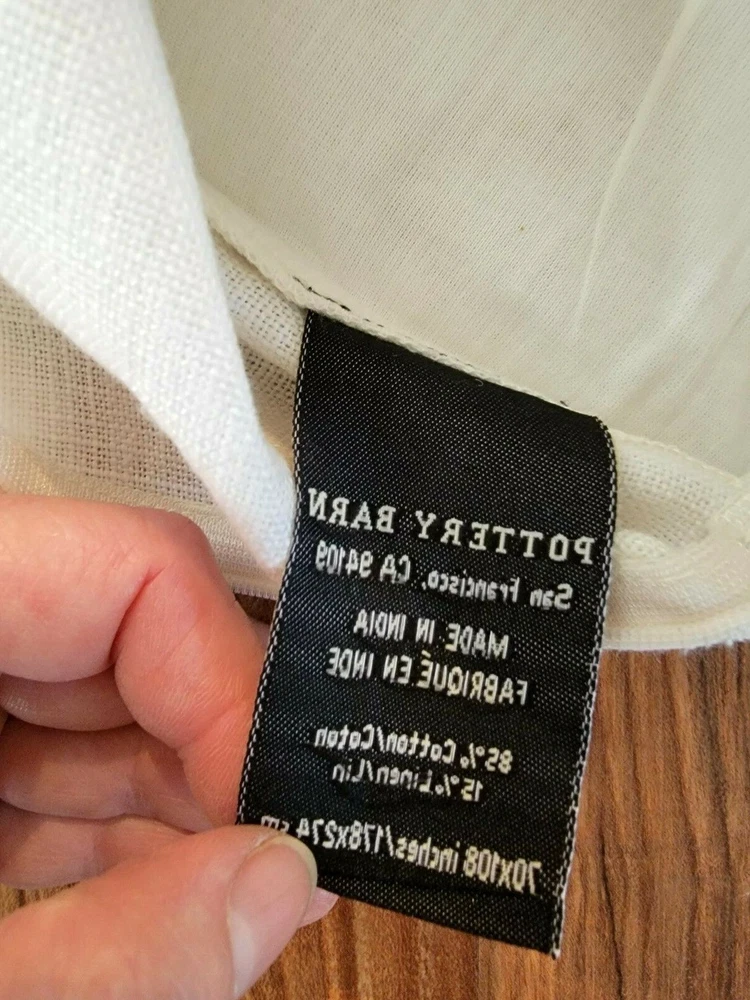 POTTERY BARN
San Francisco, CA 94109
MADE IN INDIA
FABRIQUÉ EN INDE
85% Cotton/Coton
15% Linen/Lin
70x108 inches/178x274 cm